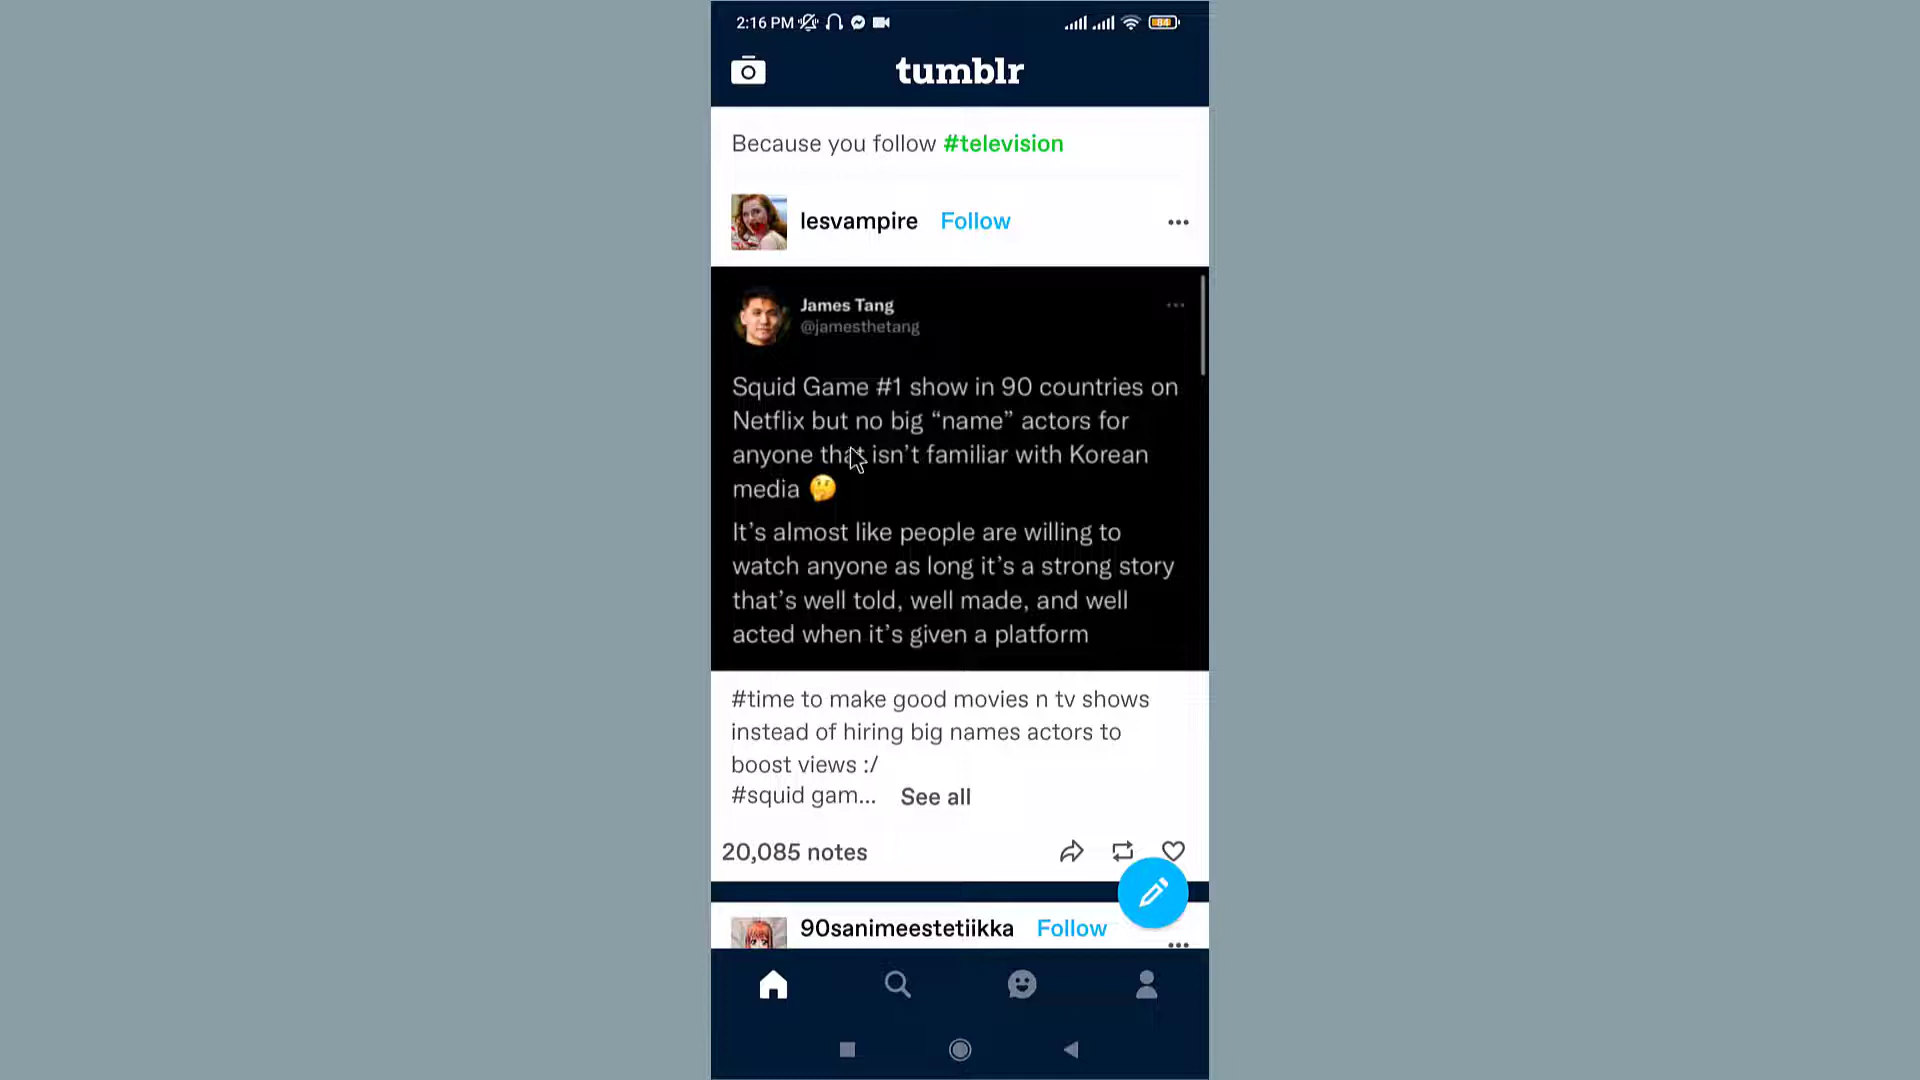 2:16 PM
84
tumblr
Because you follow #television
lesvampire Follow
James Tang
@jamesthetang
Squid Game #1 show in 90 countries on
Netflix but no big “name” actors for
anyone that isn’t familiar with Korean
media 🤔
It’s almost like people are willing to
watch anyone as long it’s a strong story
that’s well told, well made, and well
acted when it’s given a platform
#time to make good movies n tv shows
instead of hiring big names actors to
boost views :/
#squid gam... See all
20,085 notes
90sanimeestetiikka Follow